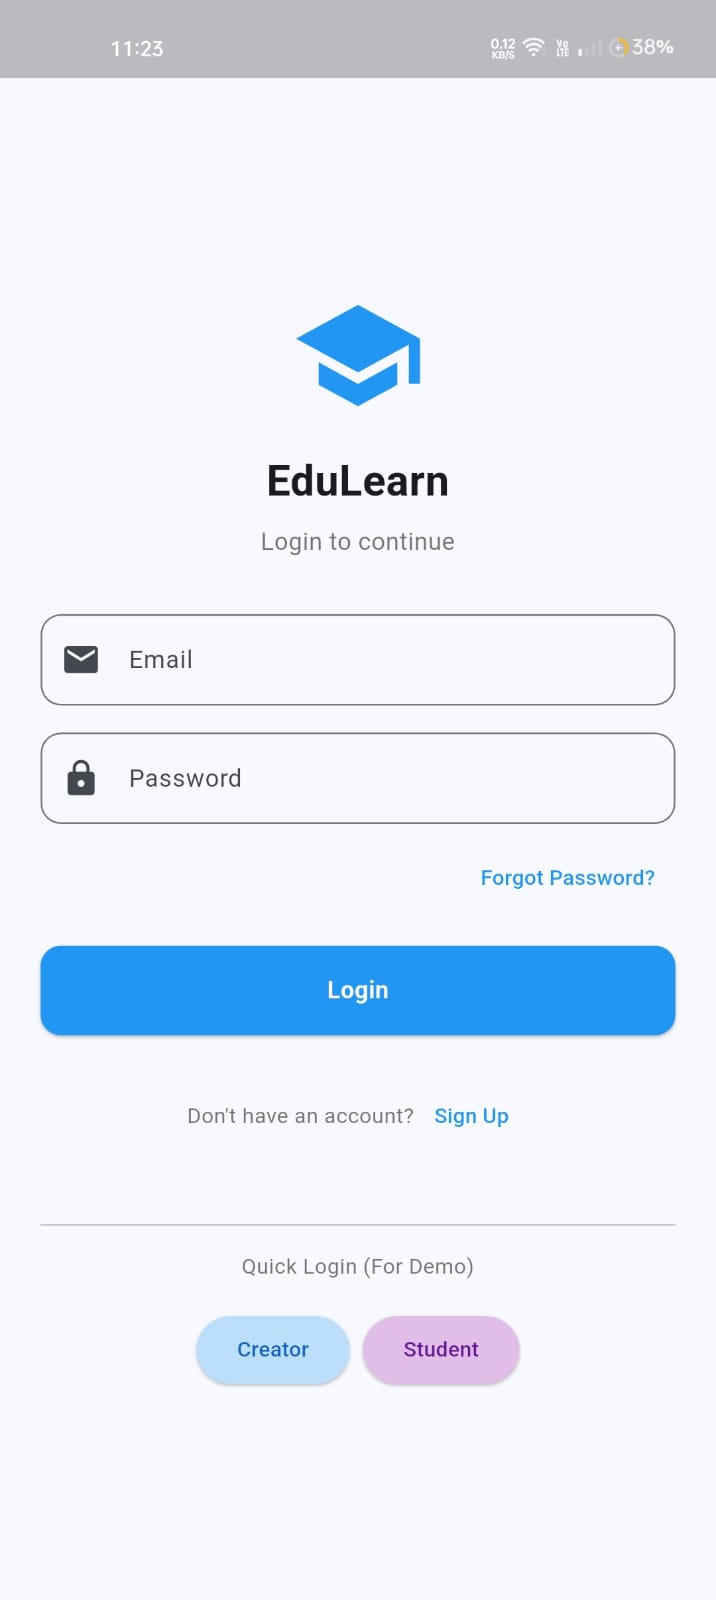 11:23 0.12 KB/S Vo LTE 38%
EduLearn
Login to continue
Email
Password
Forgot Password?
Login
Don't have an account? Sign Up
Quick Login (For Demo)
Creator Student